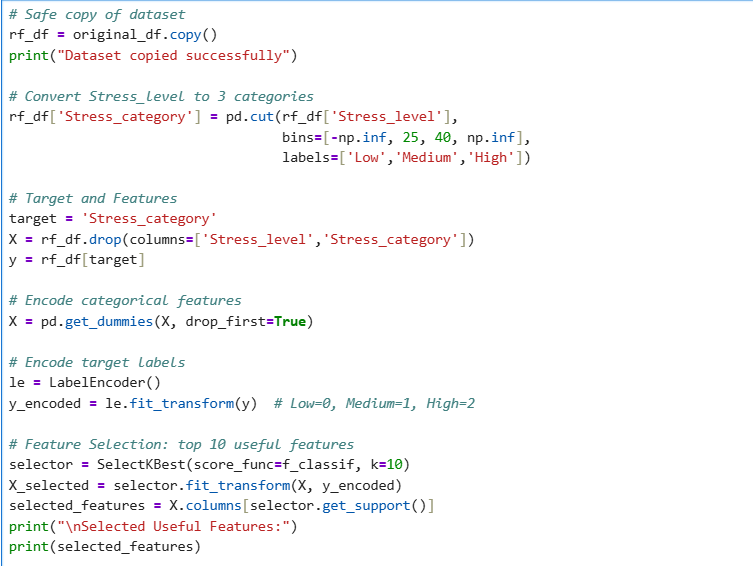 # Safe copy of dataset
rf_df = original_df.copy()
print("Dataset copied successfully")
# Convert Stress_level to 3 categories
rf_df['Stress_category'] = pd.cut(rf_df['Stress_level'],
bins=[-np.inf, 25, 40, np.inf],
labels=['Low','Medium','High'])
# Target and Features
target = 'Stress_category'
X = rf_df.drop(columns=['Stress_level','Stress_category'])
y = rf_df[target]
# Encode categorical features
X = pd.get_dummies(X, drop_first=True)
# Encode target labels
le = LabelEncoder()
y_encoded = le.fit_transform(y)  # Low=0, Medium=1, High=2
# Feature Selection: top 10 useful features
selector = SelectKBest(score_func=f_classif, k=10)
X_selected = selector.fit_transform(X, y_encoded)
selected_features = X.columns[selector.get_support()]
print("\nSelected Useful Features:")
print(selected_features)